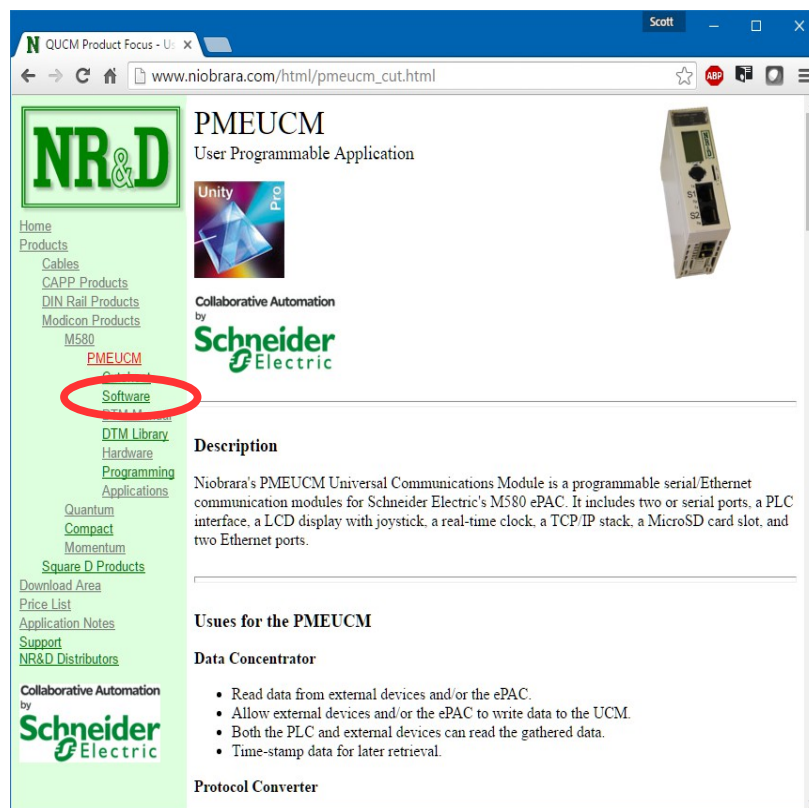 Scott
QUCM Product Focus - Us
www.niobrara.com/html/pmeucm_cut.html
ABP
NR&D
Home
Products
Cables
CAPP Products
DIN Rail Products
Modicon Products
M580
PMEUCM
Software
DTM Manual
DTM Library
Hardware
Programming
Applications
Quantum
Compact
Momentum
Square D Products
Download Area
Price List
Application Notes
Support
NR&D Distributors
Collaborative Automation
by
Schneider
Electric
PMEUCM
User Programmable Application
Unity
Pro
Collaborative Automation
by
Schneider
Electric
S1
S2
Description
Niobrara's PMEUCM Universal Communications Module is a programmable serial/Ethernet
communication modules for Schneider Electric's M580 ePAC. It includes two or serial ports, a PLC
interface, a LCD display with joystick, a real-time clock, a TCP/IP stack, a MicroSD card slot, and
two Ethernet ports.
Usues for the PMEUCM
Data Concentrator
• Read data from external devices and/or the ePAC.
• Allow external devices and/or the ePAC to write data to the UCM.
• Both the PLC and external devices can read the gathered data.
• Time-stamp data for later retrieval.
Protocol Converter